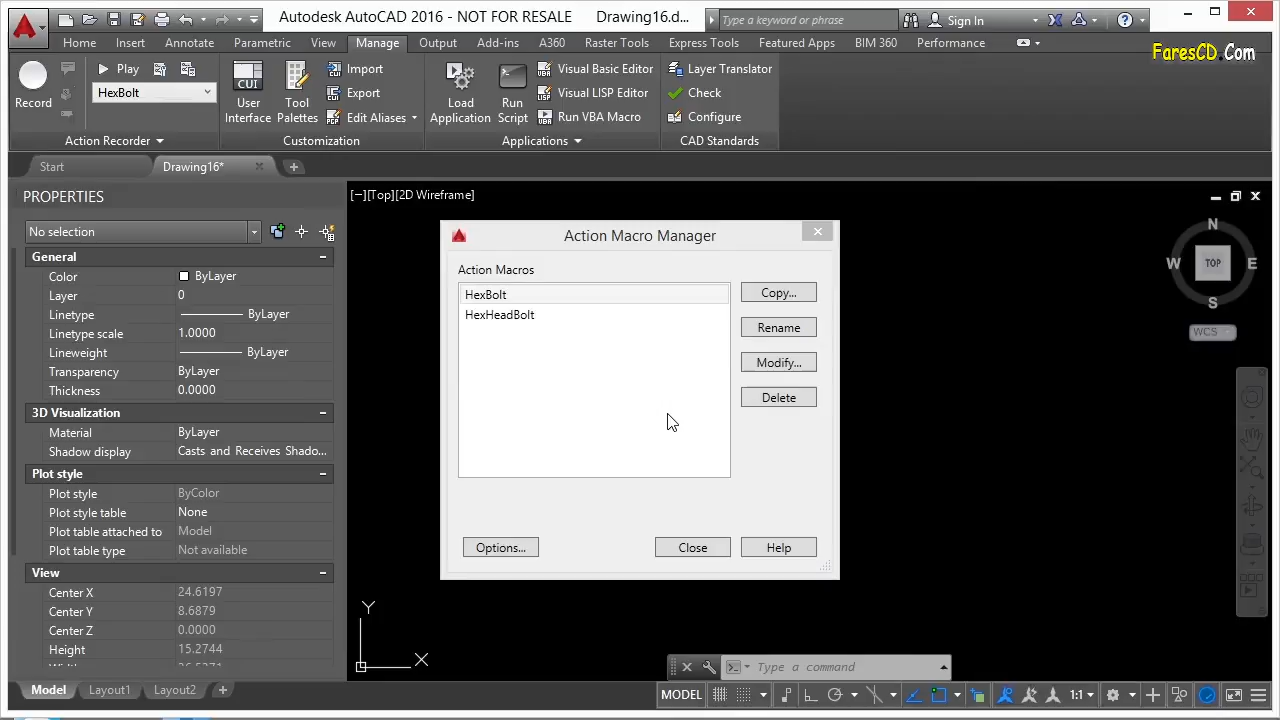 Autodesk AutoCAD 2016 - NOT FOR RESALE Drawing16.d...
Type a keyword or phrase
Sign In
Home Insert Annotate Parametric View Manage Output Add-ins A360 Raster Tools Express Tools Featured Apps BIM 360 Performance
FaresCD.Com
Record
Play
HexBolt
Action Recorder
CUI
User
Interface
Tool
Palettes
Import
Export
Edit Aliases
Customization
Load
Application
Run
Script
Visual Basic Editor
Visual LISP Editor
Run VBA Macro
Applications
Layer Translator
Check
Configure
CAD Standards
Start
Drawing16*
PROPERTIES
No selection
General
Color ByLayer
Layer 0
Linetype ByLayer
Linetype scale 1.0000
Lineweight ByLayer
Transparency ByLayer
Thickness 0.0000
3D Visualization
Material ByLayer
Shadow display Casts and Receives Shado...
Plot style
Plot style ByColor
Plot style table None
Plot table attached to Model
Plot table type Not available
View
Center X 24.6197
Center Y 8.6879
Center Z 0.0000
Height 15.2744
[−][Top][2D Wireframe]
Action Macro Manager
Action Macros
HexBolt
HexHeadBolt
Copy...
Rename
Modify...
Delete
Options...
Close
Help
N
W
TOP
E
S
WCS
Y
X
Type a command
Model Layout1 Layout2
MODEL
1:1